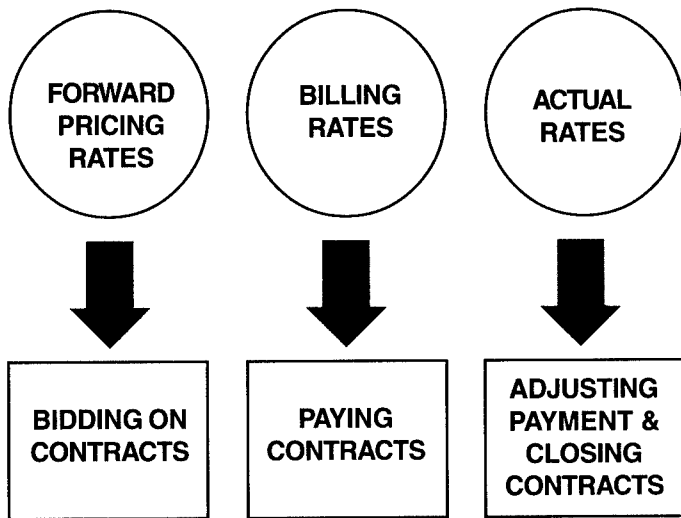 FORWARD
PRICING
RATES
BILLING
RATES
ACTUAL
RATES
BIDDING ON
CONTRACTS
PAYING
CONTRACTS
ADJUSTING
PAYMENT &
CLOSING
CONTRACTS